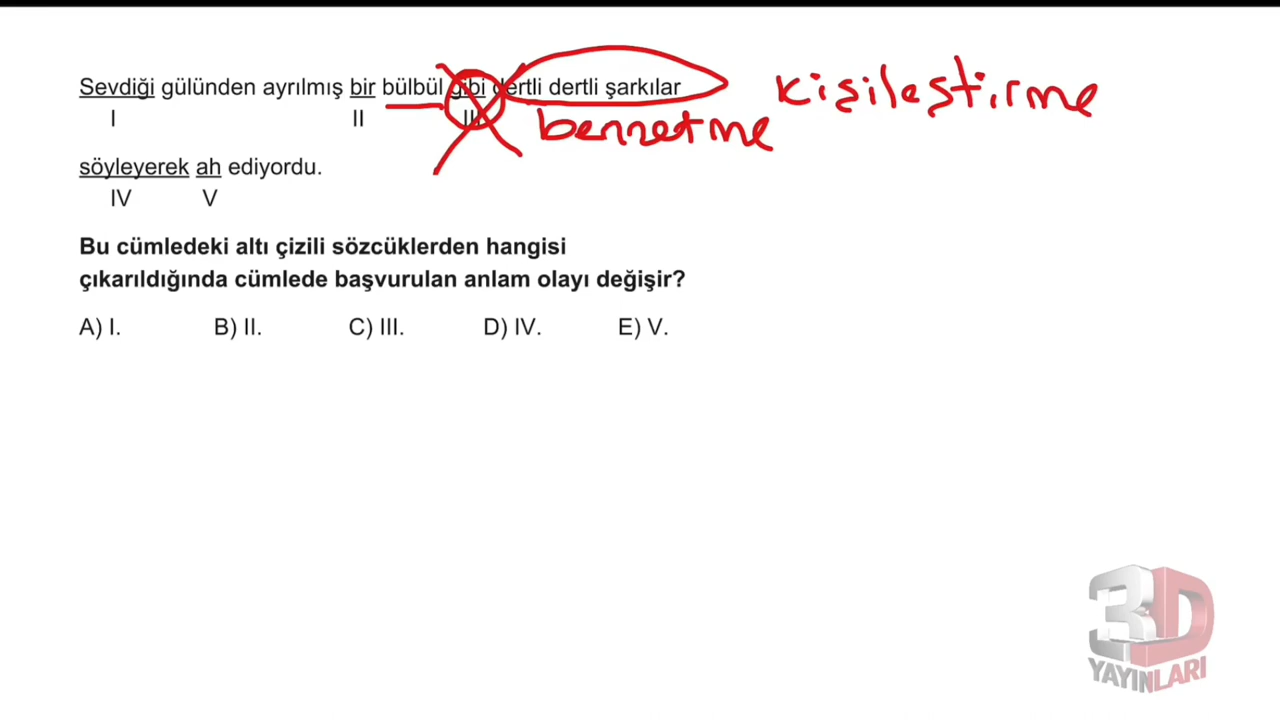 Sevdiği gülünden ayrılmış bir bülbül gibi dertli dertli şarkılar
kişileştirme
I II III
benzetme
söyleyerek ah ediyordu.
IV V
Bu cümledeki altı çizili sözcüklerden hangisi
çıkarıldığında cümlede başvurulan anlam olayı değişir?
A) I. B) II. C) III. D) IV. E) V.
3D
YAYINLARI